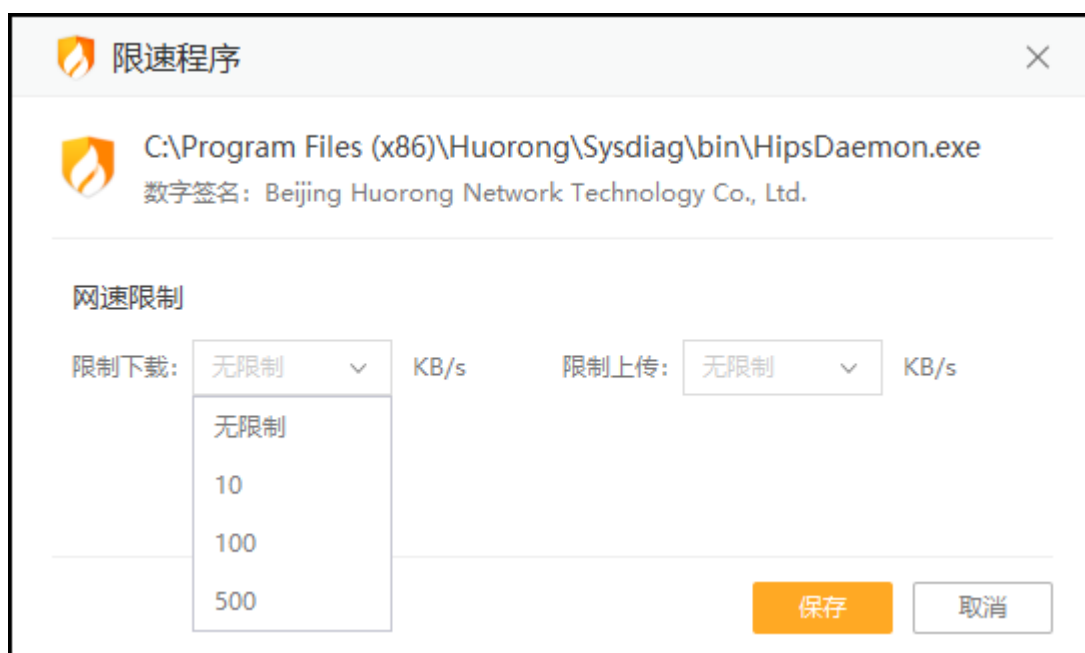 限速程序
C:\Program Files (x86)\Huorong\Sysdiag\bin\HipsDaemon.exe
数字签名：Beijing Huorong Network Technology Co., Ltd.
网速限制
限制下载： 无限制 KB/s 限制上传： 无限制 KB/s
无限制
10
100
500
保存 取消